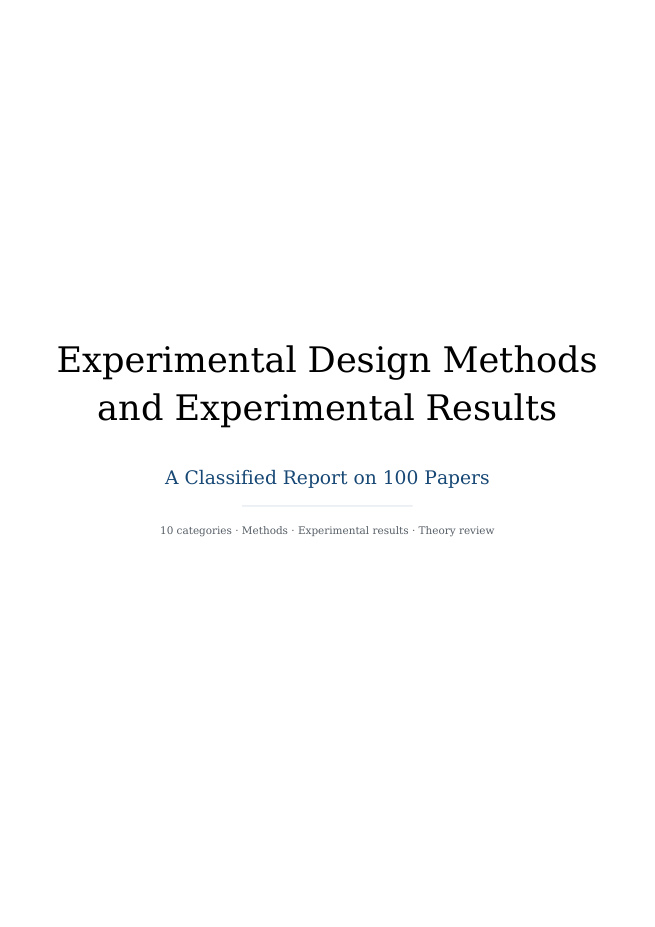 Experimental Design Methods
and Experimental Results
A Classified Report on 100 Papers
10 categories · Methods · Experimental results · Theory review